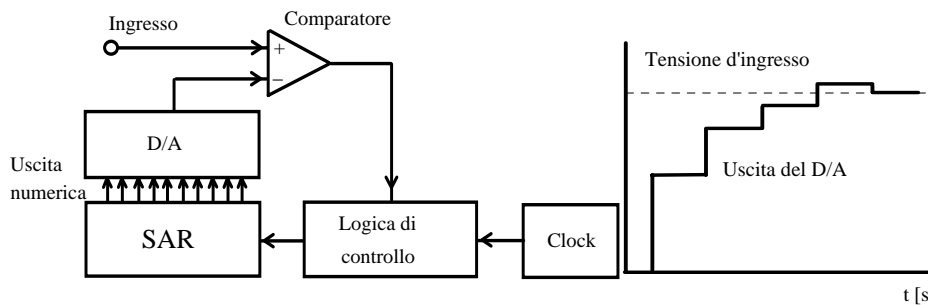 Comparatore
Ingresso
+
−
D/A
Uscita
numerica
SAR
Logica di
controllo
Clock
Tensione d'ingresso
Uscita del D/A
t [s